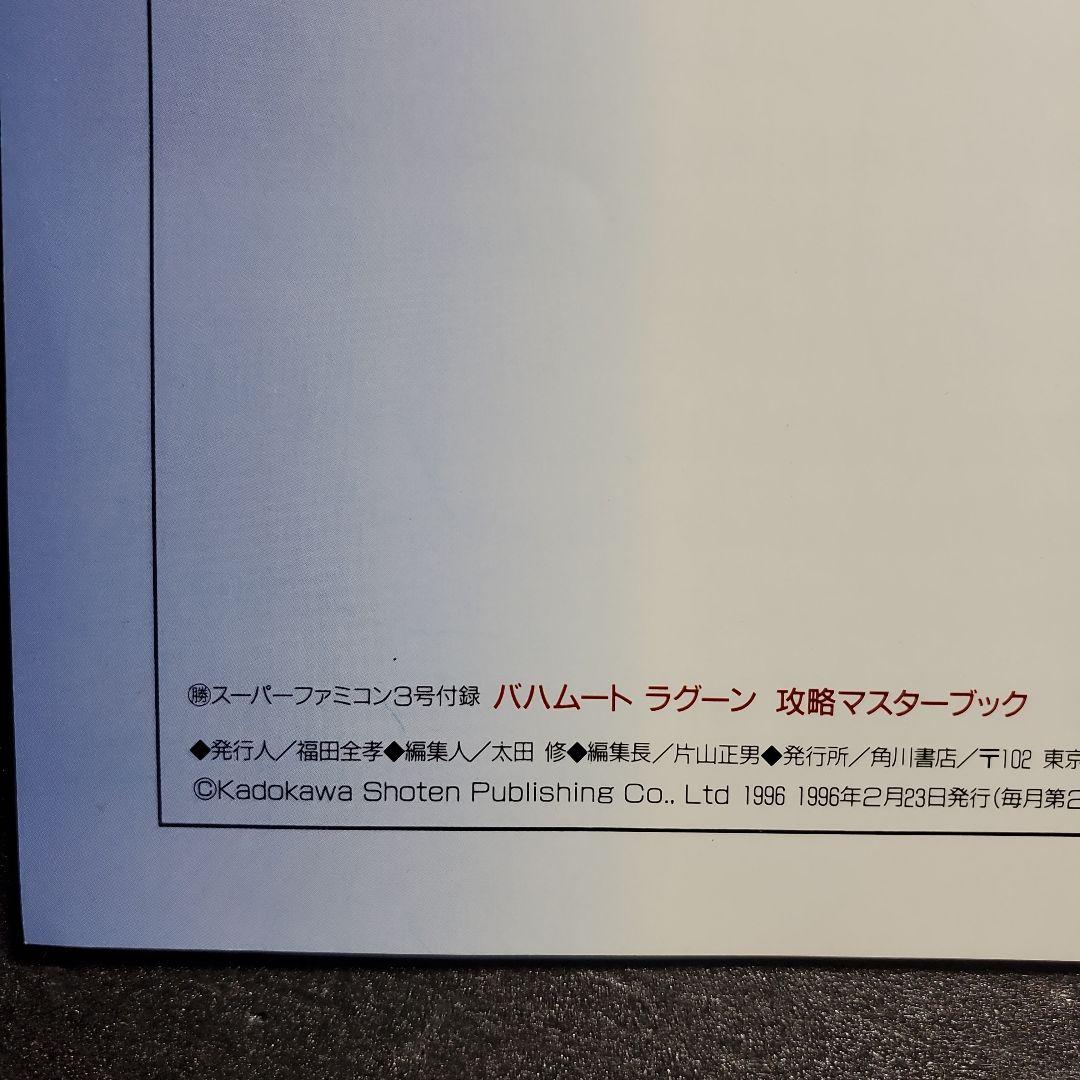 ㊝スーパーファミコン3号付録 バハムート ラグーン 攻略マスターブック
◆発行人／福田全孝◆編集人／太田 修◆編集長／片山正男◆発行所／角川書店／〒102 東京
©Kadokawa Shoten Publishing Co., Ltd 1996 1996年2月23日発行(毎月第2